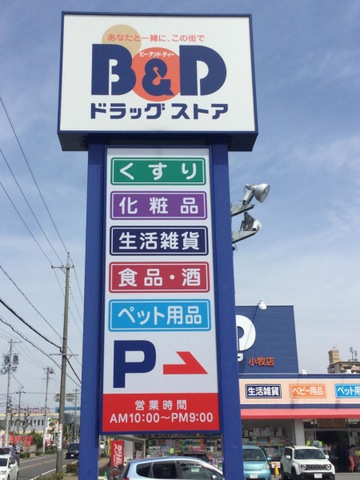 あなたと一緒に、この街で
ビー・アンド・ディー
B&D
ドラッグストア
くすり
化粧品
生活雑貨
食品・酒
ペット用品
P
営業時間
AM10:00〜PM9:00
小牧店
生活雑貨
ベビー用品
ペット用